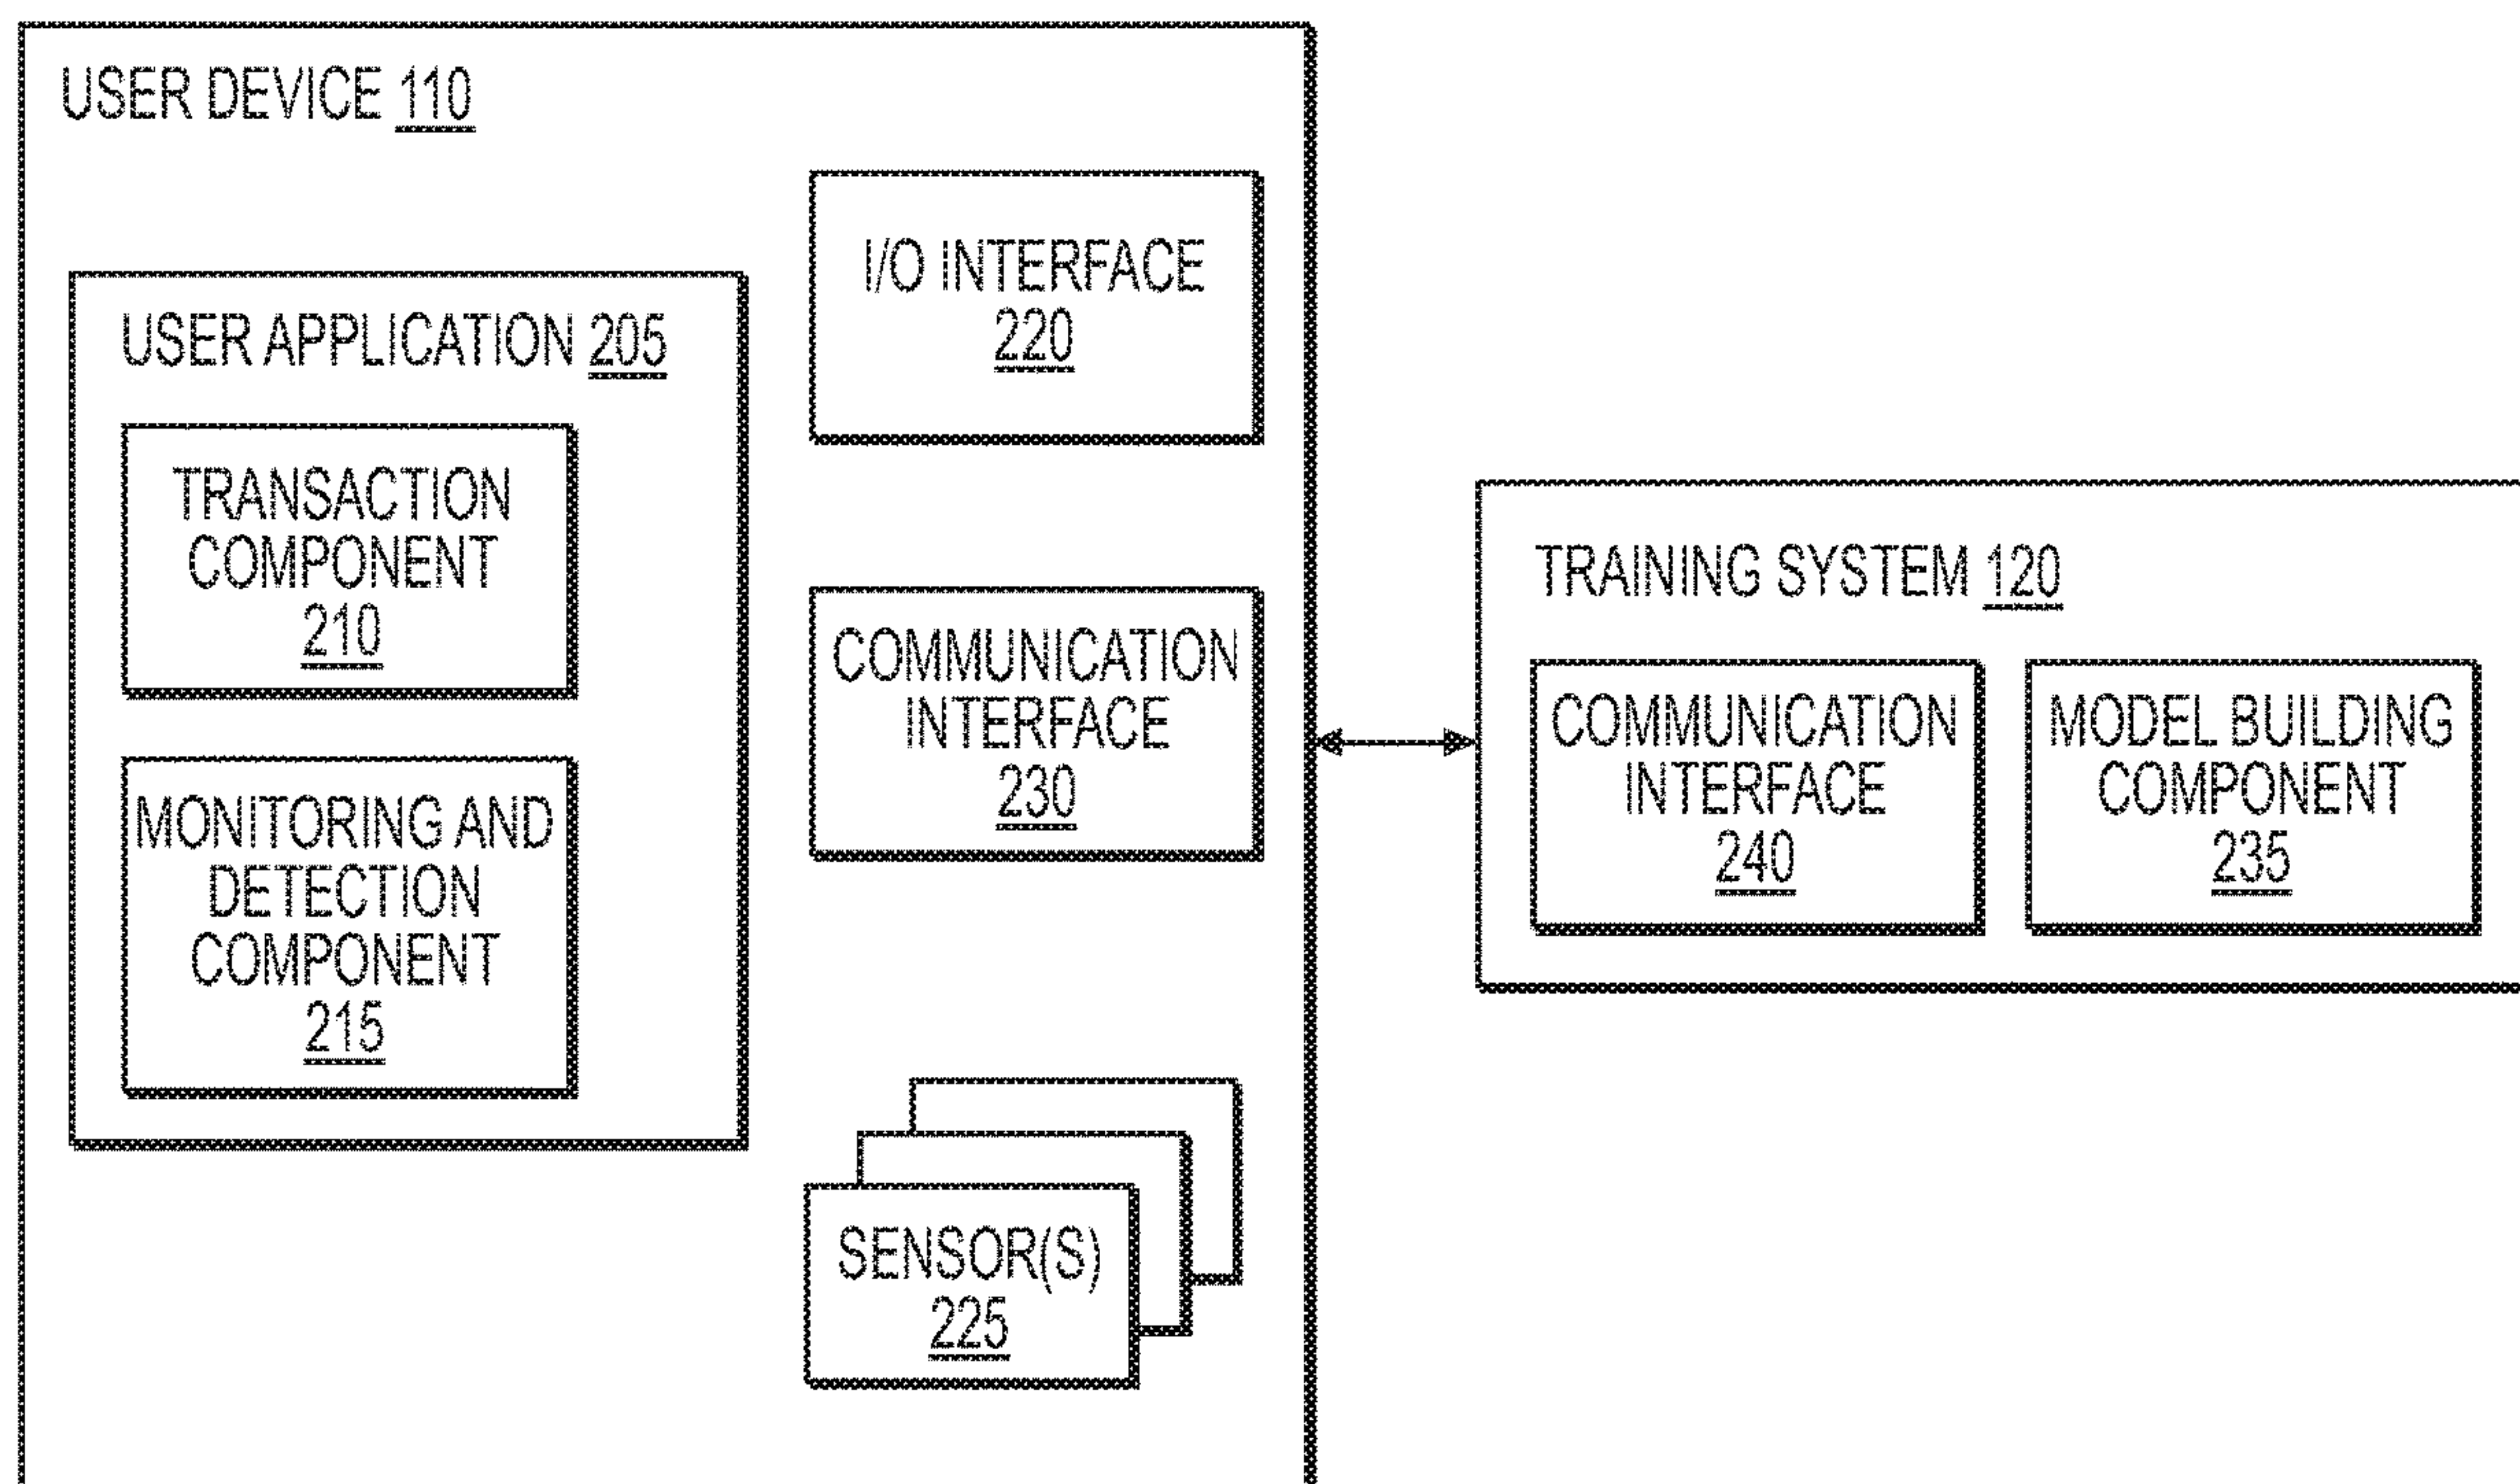 USER DEVICE 110
USER APPLICATION 205
TRANSACTION
COMPONENT
210
MONITORING AND
DETECTION
COMPONENT
215
I/O INTERFACE
220
COMMUNICATION
INTERFACE
230
SENSOR(S)
225
TRAINING SYSTEM 120
COMMUNICATION
INTERFACE
240
MODEL BUILDING
COMPONENT
235